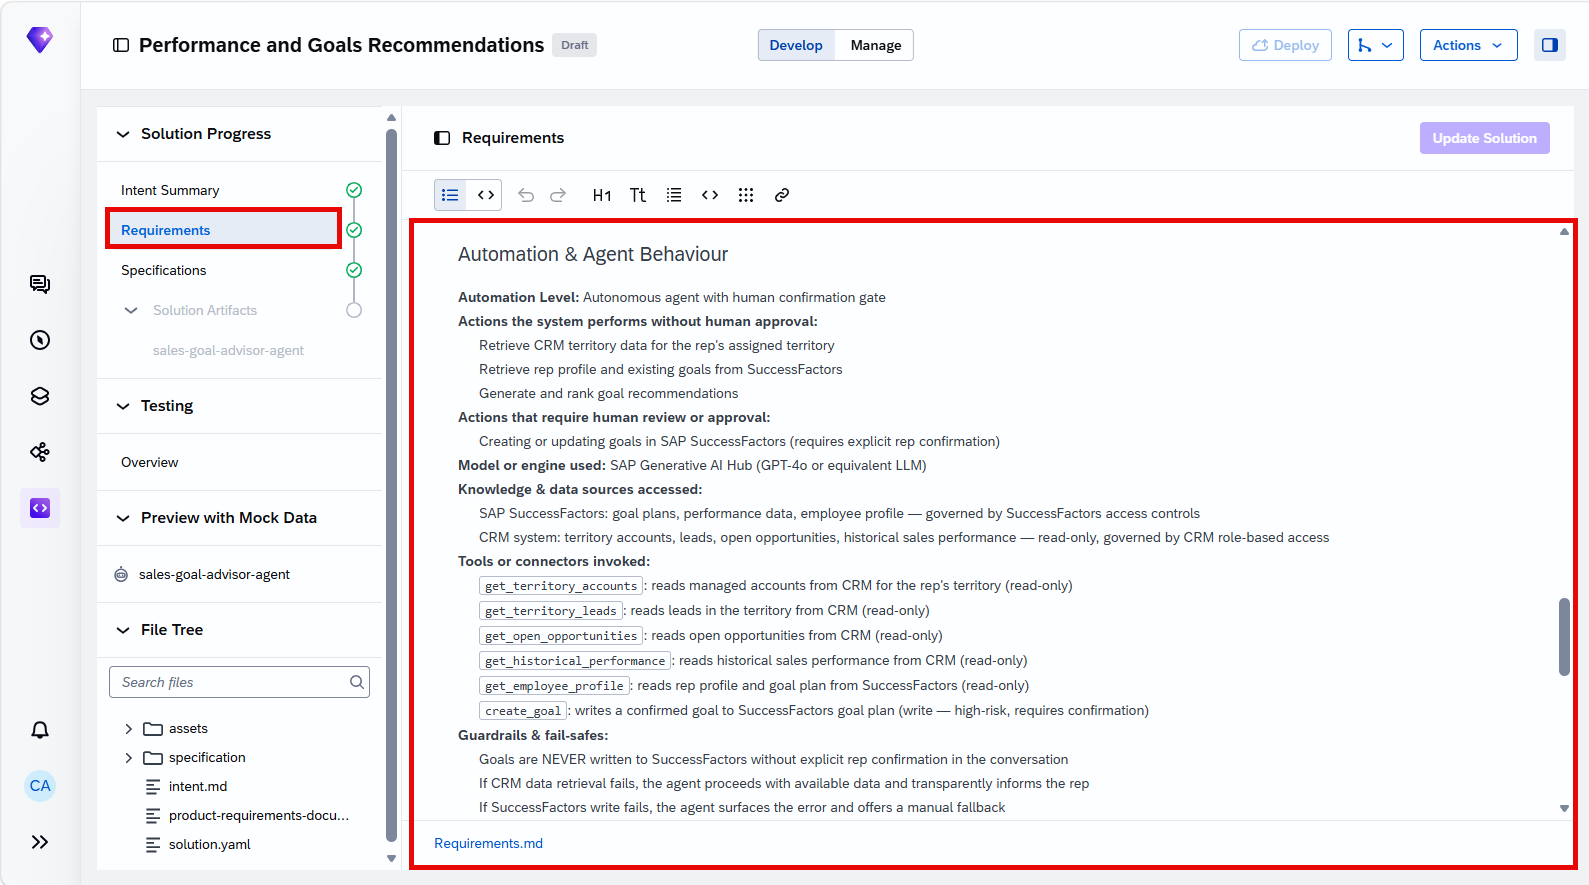 Performance and Goals Recommendations
Draft
Develop
Manage
Deploy
Actions
Solution Progress
Intent Summary
Requirements
Specifications
Solution Artifacts
sales-goal-advisor-agent
Testing
Overview
Preview with Mock Data
sales-goal-advisor-agent
File Tree
Search files
assets
specification
intent.md
product-requirements-docu...
solution.yaml
CA
Requirements
Update Solution
H1
Tt
Automation & Agent Behaviour
Automation Level: Autonomous agent with human confirmation gate
Actions the system performs without human approval:
Retrieve CRM territory data for the rep's assigned territory
Retrieve rep profile and existing goals from SuccessFactors
Generate and rank goal recommendations
Actions that require human review or approval:
Creating or updating goals in SAP SuccessFactors (requires explicit rep confirmation)
Model or engine used: SAP Generative AI Hub (GPT-4o or equivalent LLM)
Knowledge & data sources accessed:
SAP SuccessFactors: goal plans, performance data, employee profile — governed by SuccessFactors access controls
CRM system: territory accounts, leads, open opportunities, historical sales performance — read-only, governed by CRM role-based access
Tools or connectors invoked:
get_territory_accounts: reads managed accounts from CRM for the rep's territory (read-only)
get_territory_leads: reads leads in the territory from CRM (read-only)
get_open_opportunities: reads open opportunities from CRM (read-only)
get_historical_performance: reads historical sales performance from CRM (read-only)
get_employee_profile: reads rep profile and goal plan from SuccessFactors (read-only)
create_goal: writes a confirmed goal to SuccessFactors goal plan (write — high-risk, requires confirmation)
Guardrails & fail-safes:
Goals are NEVER written to SuccessFactors without explicit rep confirmation in the conversation
If CRM data retrieval fails, the agent proceeds with available data and transparently informs the rep
If SuccessFactors write fails, the agent surfaces the error and offers a manual fallback
Requirements.md